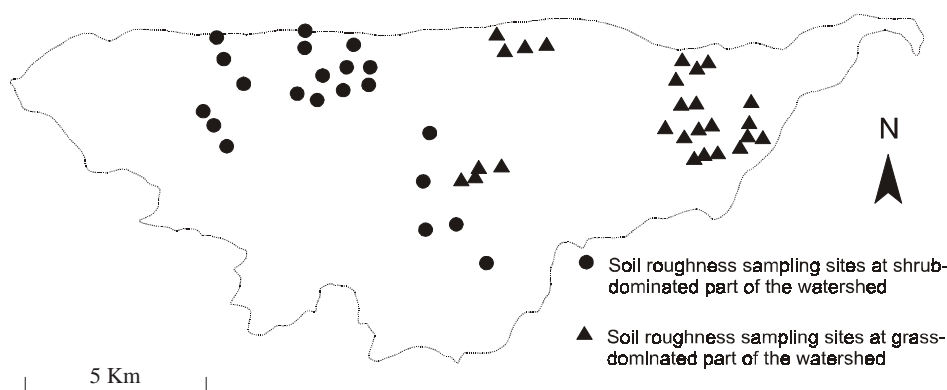 N
Soil roughness sampling sites at shrub-
dominated part of the watershed
Soil roughness sampling sites at grass-
dominated part of the watershed
5 Km